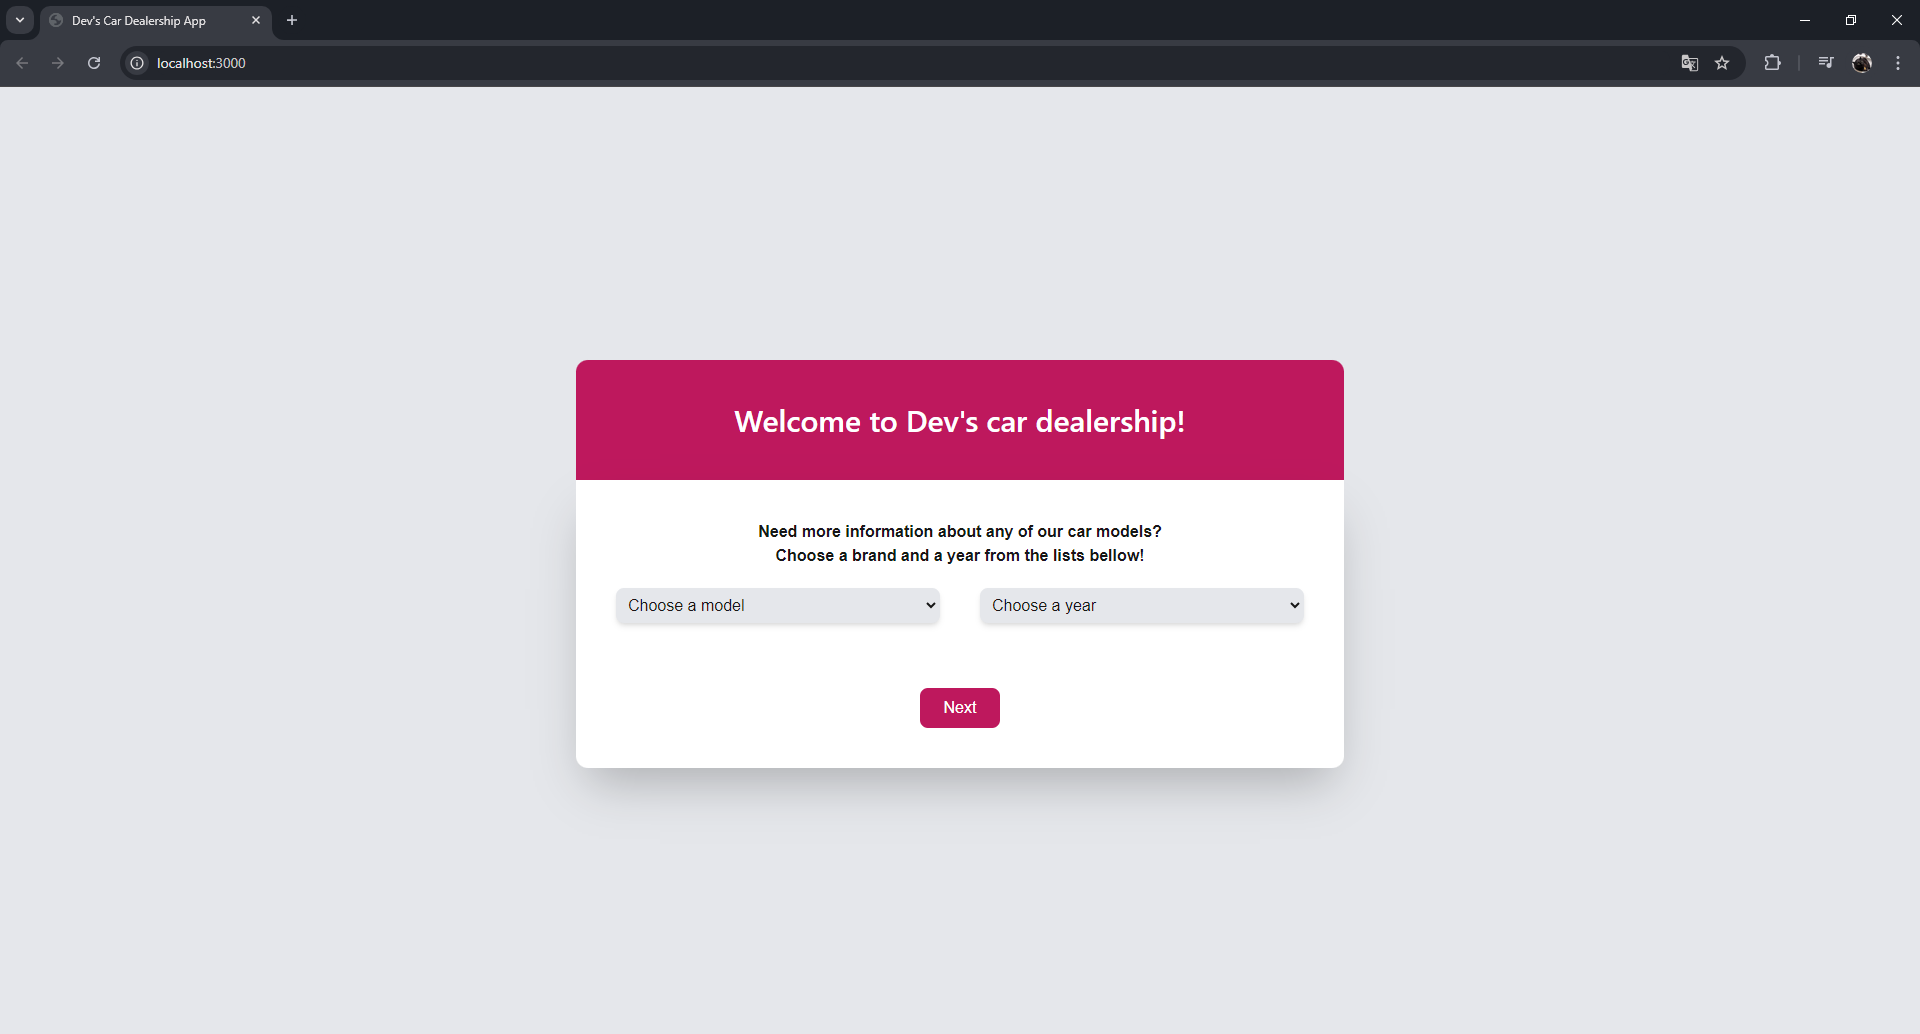 Dev's Car Dealership App
localhost:3000
Welcome to Dev's car dealership!
Need more information about any of our car models?
Choose a brand and a year from the lists bellow!
Choose a model
Choose a year
Next